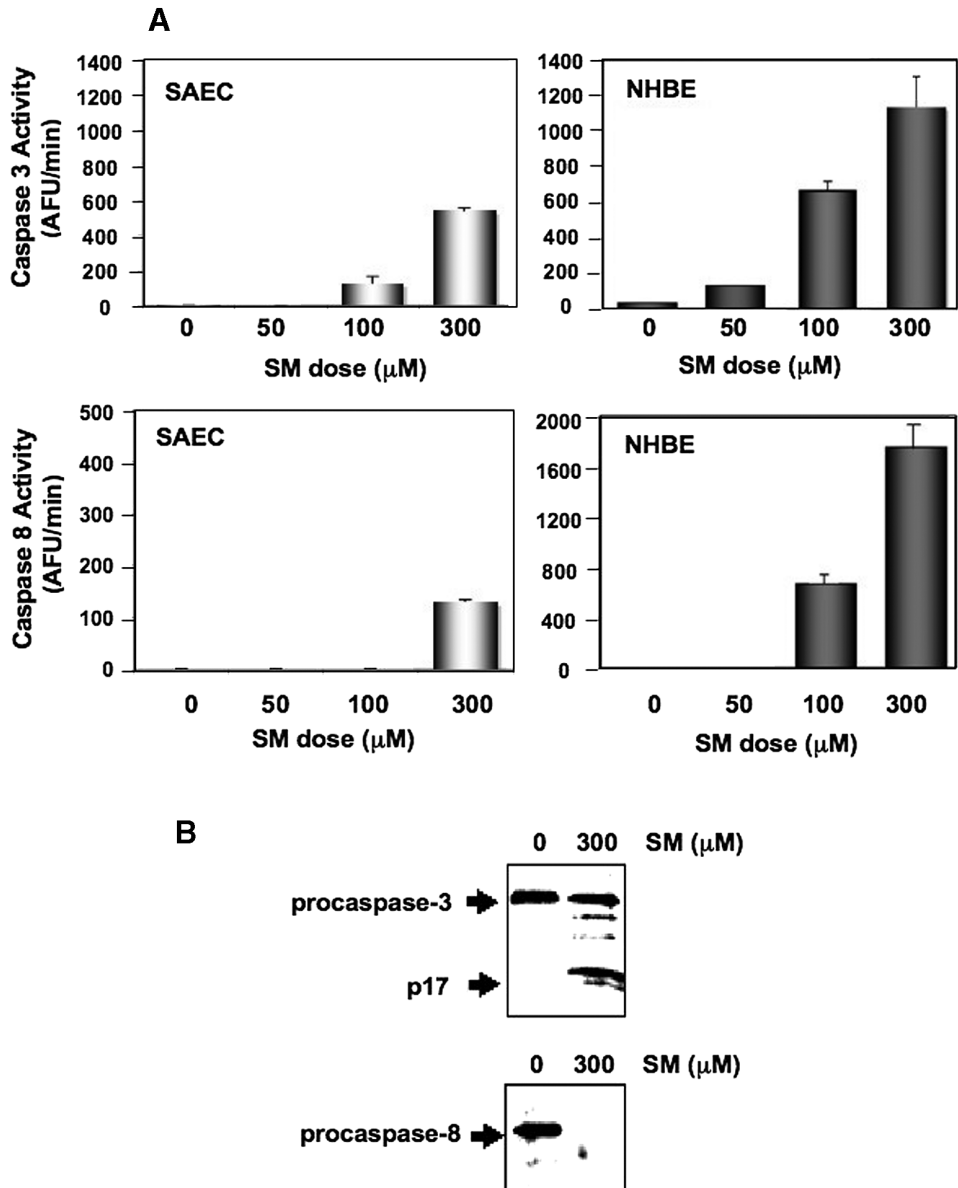 A
Caspase 3 Activity
(AFU/min)
1400
1200
1000
800
600
400
200
0
SAEC
0 50 100 300
SM dose (μM)
1400
1200
1000
800
600
400
200
0
NHBE
0 50 100 300
SM dose (μM)
Caspase 8 Activity
(AFU/min)
500
400
300
200
100
0
SAEC
0 50 100 300
SM dose (μM)
2000
1600
1200
800
400
0
NHBE
0 50 100 300
SM dose (μM)
B
0 300 SM (μM)
procaspase-3
p17
0 300 SM (μM)
procaspase-8